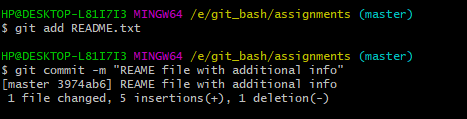 HP@DESKTOP-L81I7I3 MINGW64 /e/git_bash/assignments (master)
$ git add README.txt
HP@DESKTOP-L81I7I3 MINGW64 /e/git_bash/assignments (master)
$ git commit -m "REAME file with additional info"
[master 3974ab6] REAME file with additional info
1 file changed, 5 insertions(+), 1 deletion(-)